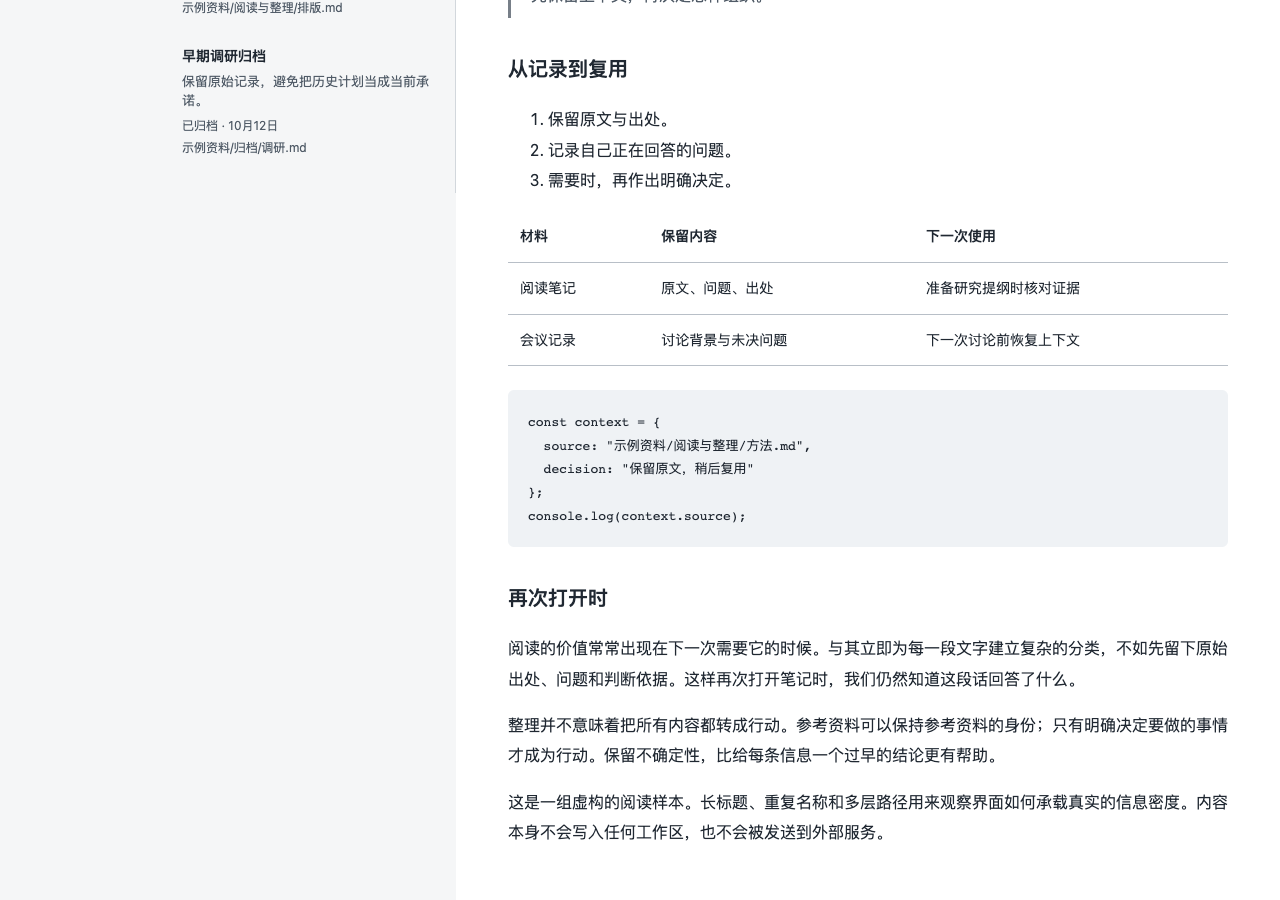 示例资料/阅读与整理/排版.md
早期调研归档
保留原始记录，避免把历史计划当成当前承
诺。
已归档 · 10月12日
示例资料/归档/调研.md
从记录到复用
1. 保留原文与出处。
2. 记录自己正在回答的问题。
3. 需要时，再作出明确决定。
材料 保留内容 下一次使用
阅读笔记 原文、问题、出处 准备研究提纲时核对证据
会议记录 讨论背景与未决问题 下一次讨论前恢复上下文
const context = {
  source: "示例资料/阅读与整理/方法.md",
  decision: "保留原文，稍后复用"
};
console.log(context.source);
再次打开时
阅读的价值常常出现在下一次需要它的时候。与其立即为每一段文字建立复杂的分类，不如先留下原始
出处、问题和判断依据。这样再次打开笔记时，我们仍然知道这段话回答了什么。
整理并不意味着把所有内容都转成行动。参考资料可以保持参考资料的身份；只有明确决定要做的事情
才成为行动。保留不确定性，比给每条信息一个过早的结论更有帮助。
这是一组虚构的阅读样本。长标题、重复名称和多层路径用来观察界面如何承载真实的信息密度。内容
本身不会写入任何工作区，也不会被发送到外部服务。